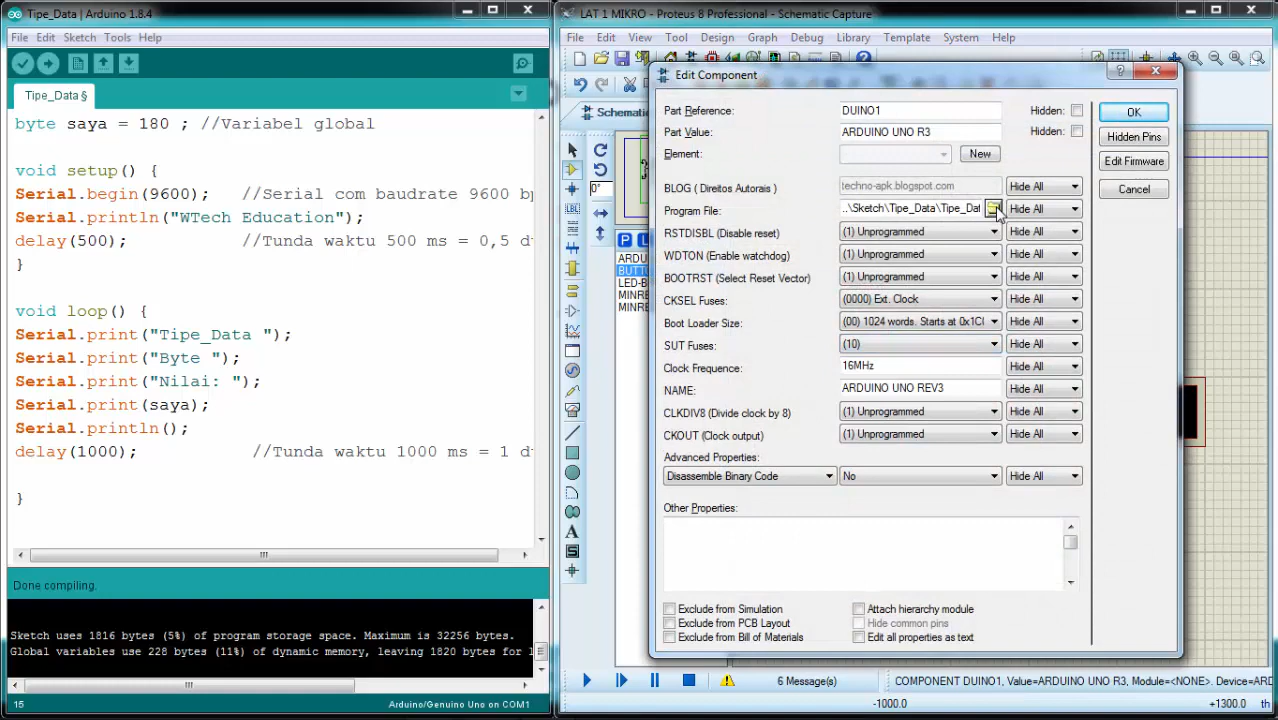 Tipe_Data | Arduino 1.8.4
File Edit Sketch Tools Help
Tipe_Data §
byte saya = 180 ; //Variabel global
void setup() {
Serial.begin(9600); //Serial com baudrate 9600 bp
Serial.println("WTech Education");
delay(500); //Tunda waktu 500 ms = 0,5 d
}
void loop() {
Serial.print("Tipe_Data ");
Serial.print("Byte ");
Serial.print("Nilai: ");
Serial.print(saya);
Serial.println();
delay(1000); //Tunda waktu 1000 ms = 1 d
}
Done compiling.
Sketch uses 1816 bytes (5%) of program storage space. Maximum is 32256 bytes.
Global variables use 228 bytes (11%) of dynamic memory, leaving 1820 bytes for l
15
Arduino/Genuino Uno on COM1
LAT 1 MIKRO - Proteus 8 Professional - Schematic Capture
File Edit View Tool Design Graph Debug Library Template System Help
Schemati
0°
P
ARDU
BUTT
LED-B
MINRE
MINRE
LBL
A
S
Edit Component
Part Reference: DUINO1 Hidden:
Part Value: ARDUINO UNO R3 Hidden:
Element: New
BLOG ( Direitos Autorais ) techno-apk.blogspot.com Hide All
Program File: ..\Sketch\Tipe_Data\Tipe_Dat Hide All
RSTDISBL (Disable reset) (1) Unprogrammed Hide All
WDTON (Enable watchdog) (1) Unprogrammed Hide All
BOOTRST (Select Reset Vector) (1) Unprogrammed Hide All
CKSEL Fuses: (0000) Ext. Clock Hide All
Boot Loader Size: (00) 1024 words. Starts at 0x1C Hide All
SUT Fuses: (10) Hide All
Clock Frequence: 16MHz Hide All
NAME: ARDUINO UNO REV3 Hide All
CLKDIV8 (Divide clock by 8) (1) Unprogrammed Hide All
CKOUT (Clock output) (1) Unprogrammed Hide All
Advanced Properties:
Disassemble Binary Code No Hide All
Other Properties:
Exclude from Simulation Attach hierarchy module
Exclude from PCB Layout Hide common pins
Exclude from Bill of Materials Edit all properties as text
OK
Hidden Pins
Edit Firmware
Cancel
6 Message(s)
COMPONENT DUINO1, Value=ARDUINO UNO R3, Module=<NONE>. Device=ARD
-1000.0 +1300.0 th